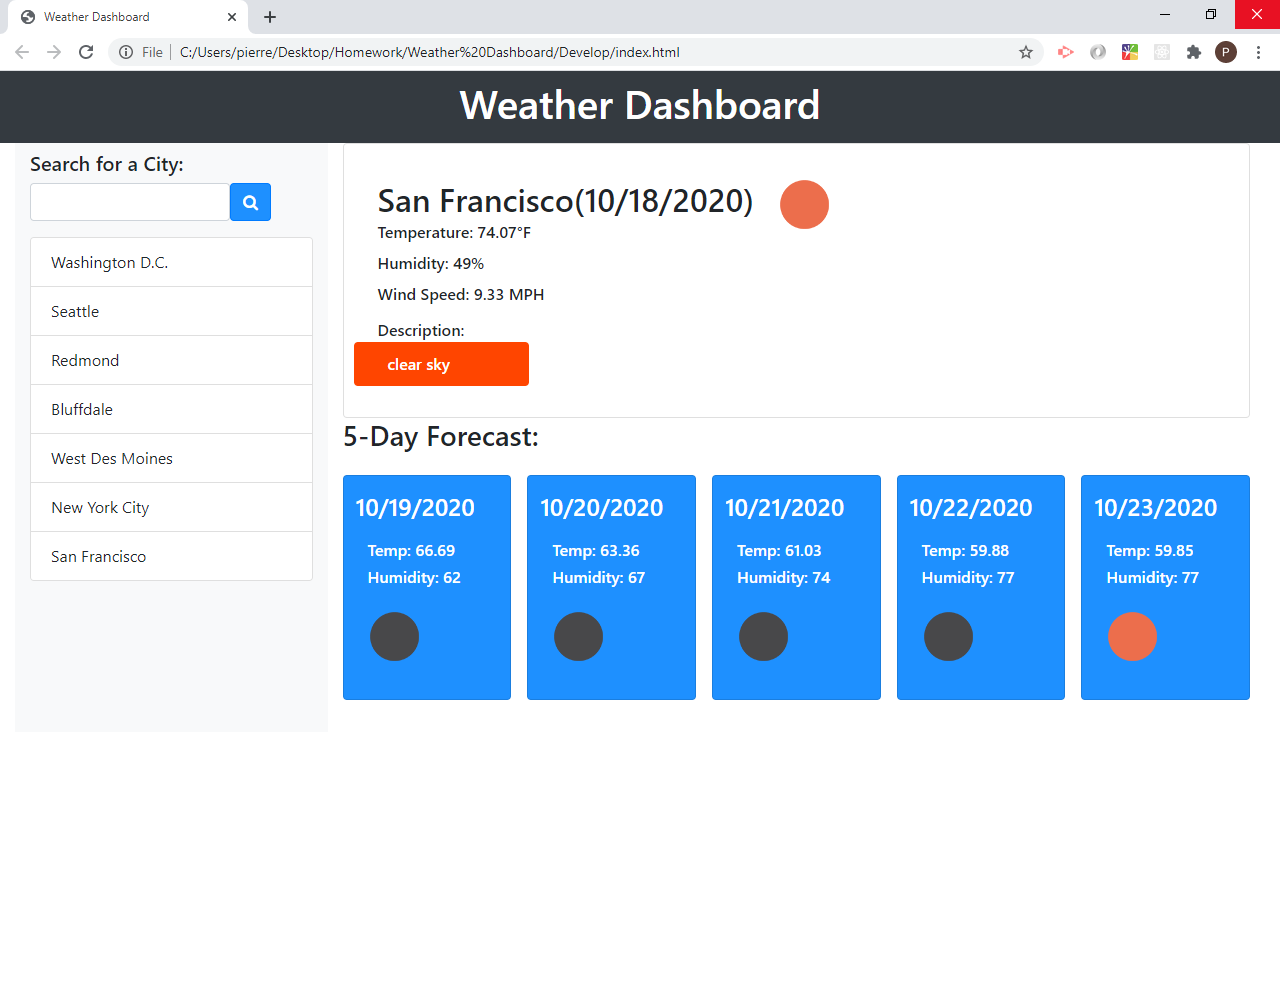 Weather Dashboard
File | C:/Users/pierre/Desktop/Homework/Weather%20Dashboard/Develop/index.html
P
Weather Dashboard
Search for a City:
Washington D.C.
Seattle
Redmond
Bluffdale
West Des Moines
New York City
San Francisco
San Francisco(10/18/2020)
Temperature: 74.07°F
Humidity: 49%
Wind Speed: 9.33 MPH
Description:
clear sky
5-Day Forecast:
10/19/2020
Temp: 66.69
Humidity: 62
10/20/2020
Temp: 63.36
Humidity: 67
10/21/2020
Temp: 61.03
Humidity: 74
10/22/2020
Temp: 59.88
Humidity: 77
10/23/2020
Temp: 59.85
Humidity: 77